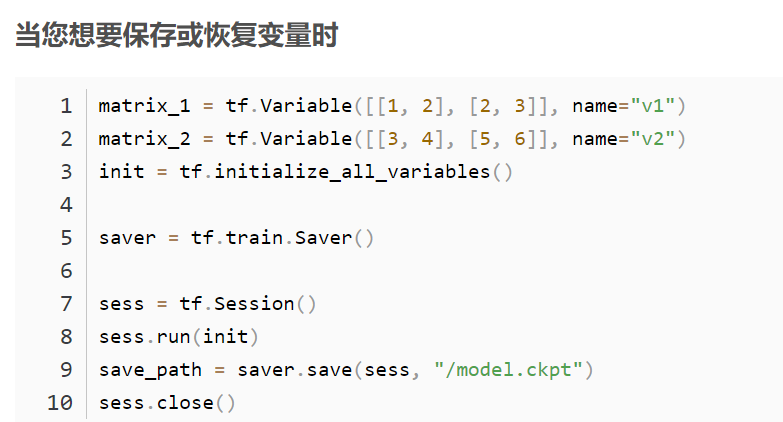 当您想要保存或恢复变量时
1 matrix_1 = tf.Variable([[1, 2], [2, 3]], name="v1")
2 matrix_2 = tf.Variable([[3, 4], [5, 6]], name="v2")
3 init = tf.initialize_all_variables()
4
5 saver = tf.train.Saver()
6
7 sess = tf.Session()
8 sess.run(init)
9 save_path = saver.save(sess, "/model.ckpt")
10 sess.close()